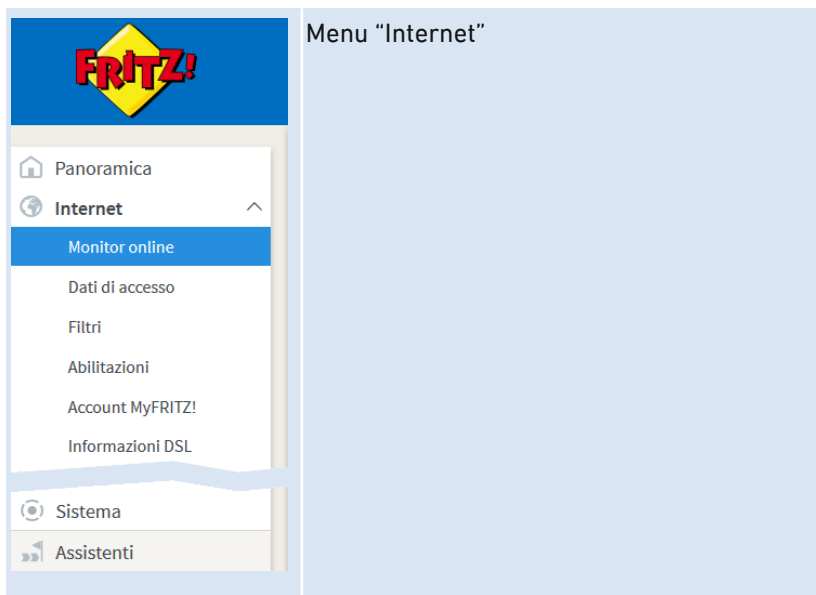 FRITZ!
Menu “Internet”
Panoramica
Internet
Monitor online
Dati di accesso
Filtri
Abilitazioni
Account MyFRITZ!
Informazioni DSL
Sistema
Assistenti